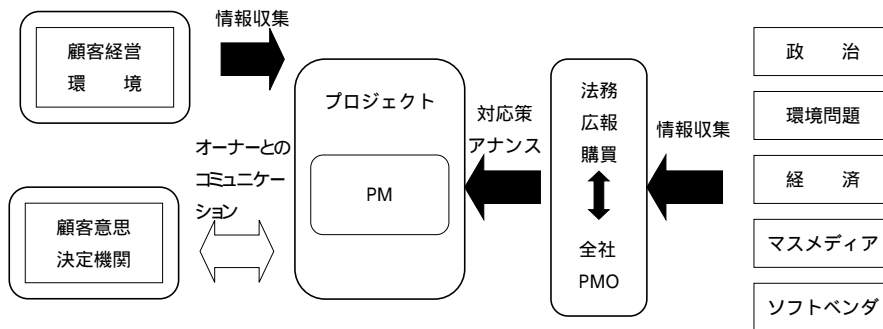 情報収集
顧客経営
環　　境
プロジェクト
PM
オーナーとの
コミュニケー
ション
顧客意思
決定機関
対応策
アナンス
法務
広報
購買
全社
PMO
情報収集
政　　治
環境問題
経　　済
マスメディア
ソフトベンダ